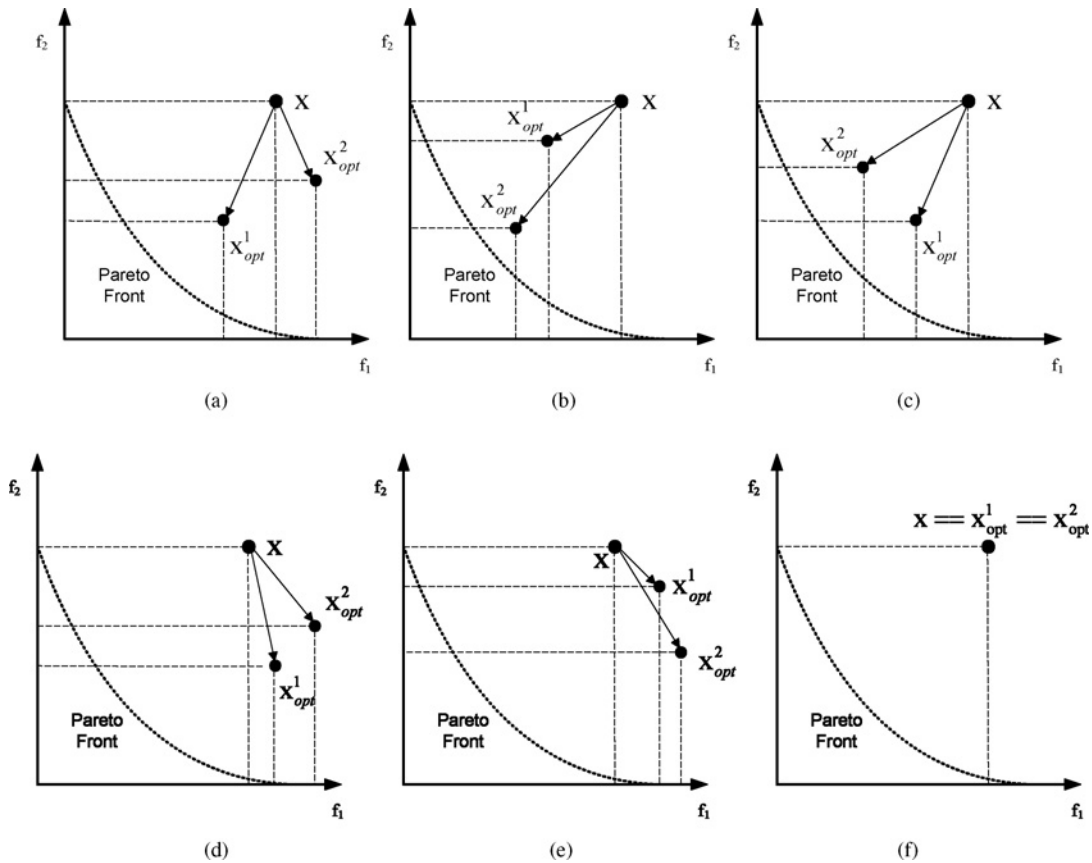 f₂
X
X²opt
X¹opt
Pareto
Front
f₁
(a)
f₂
X
X¹opt
X²opt
Pareto
Front
f₁
(b)
f₂
X
X²opt
X¹opt
Pareto
Front
f₁
(c)
f₂
X
X²opt
X¹opt
Pareto
Front
f₁
(d)
f₂
X
X¹opt
X²opt
Pareto
Front
f₁
(e)
f₂
X == X¹opt == X²opt
Pareto
Front
f₁
(f)